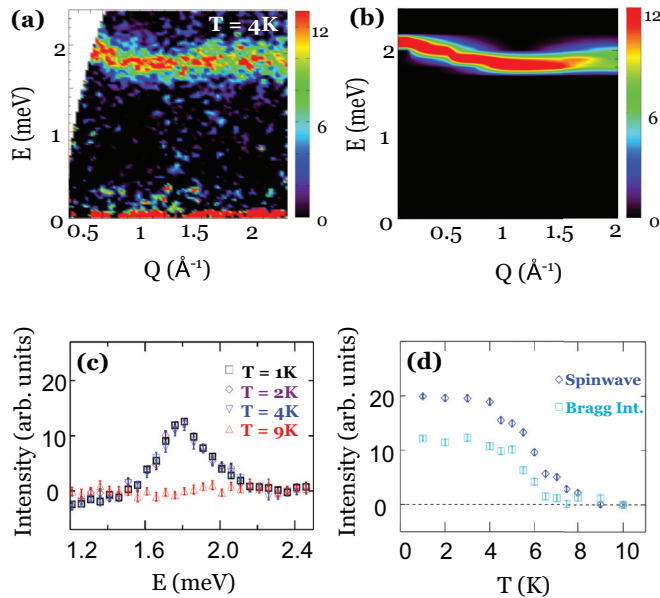 (a)
T = 4K
2
1
0
E (meV)
0.5 1 1.5 2
Q (Å⁻¹)
12
6
0
(b)
2
1
0
E (meV)
0.5 1 1.5 2
Q (Å⁻¹)
12
6
0
(c)
T = 1K
T = 2K
T = 4K
T = 9K
20
10
0
Intensity (arb. units)
1.2 1.6 2.0 2.4
E (meV)
(d)
Spinwave
Bragg Int.
20
10
0
Intensity (arb. units)
0 2 4 6 8 10
T (K)